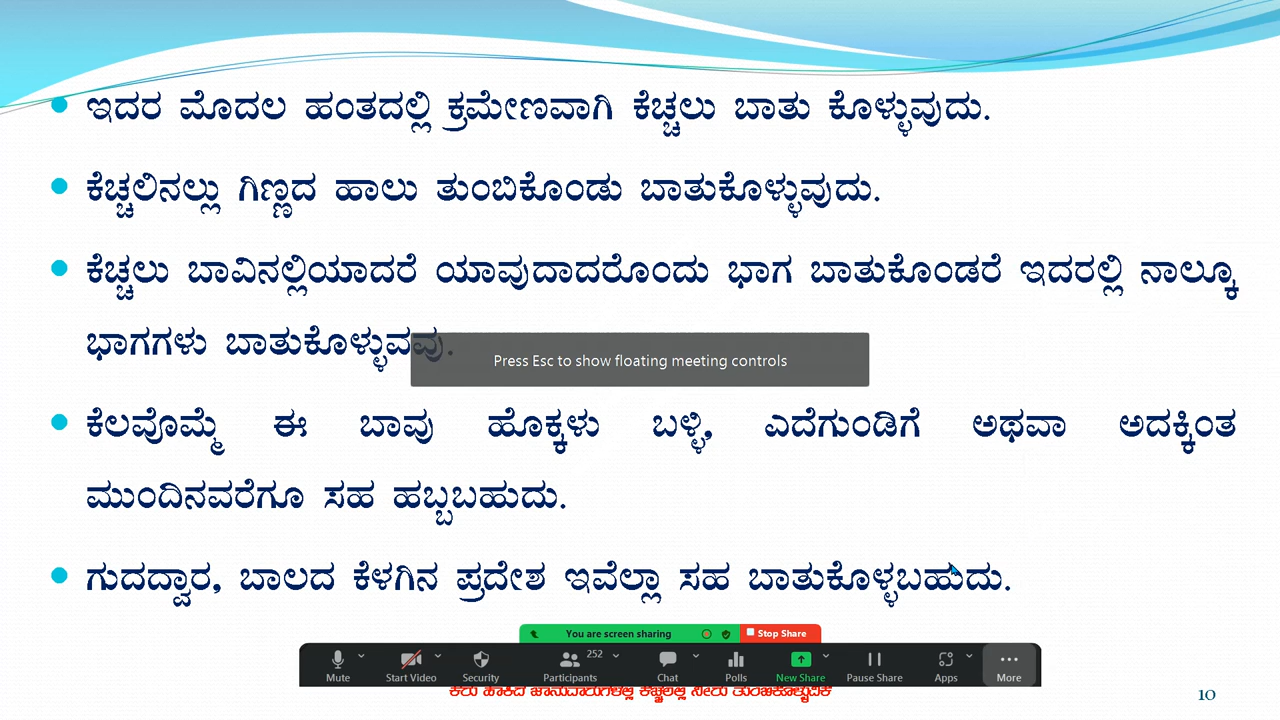 ಇದರ ಮೊದಲ ಹಂತದಲ್ಲಿ ಕ್ರಮೇಣವಾಗಿ ಕೆಚ್ಚಲು ಬಾತು ಕೊಳ್ಳುವುದು.
ಕೆಚ್ಚಲಿನಲ್ಲು ಗಿಣ್ಣದ ಹಾಲು ತುಂಬಿಕೊಂಡು ಬಾತುಕೊಳ್ಳುವುದು.
ಕೆಚ್ಚಲು ಬಾವಿನಲ್ಲಿಯಾದರೆ ಯಾವುದಾದರೊಂದು ಭಾಗ ಬಾತುಕೊಂಡರೆ ಇದರಲ್ಲಿ ನಾಲ್ಕೂ
ಭಾಗಗಳು ಬಾತುಕೊಳ್ಳುವವು.
Press Esc to show floating meeting controls
ಕೆಲವೊಮ್ಮೆ ಈ ಬಾವು ಹೊಕ್ಕಳು ಬಳ್ಳಿ, ಎದೆಗುಂಡಿಗೆ ಅಥವಾ ಅದಕ್ಕಿಂತ
ಮುಂದಿನವರೆಗೂ ಸಹ ಹಬ್ಬಬಹುದು.
ಗುದದ್ವಾರ, ಬಾಲದ ಕೆಳಗಿನ ಪ್ರದೇಶ ಇವೆಲ್ಲಾ ಸಹ ಬಾತುಕೊಳ್ಳಬಹುದು.
You are screen sharing Stop Share
252
Mute Start Video Security Participants Chat Polls New Share Pause Share Apps More
10